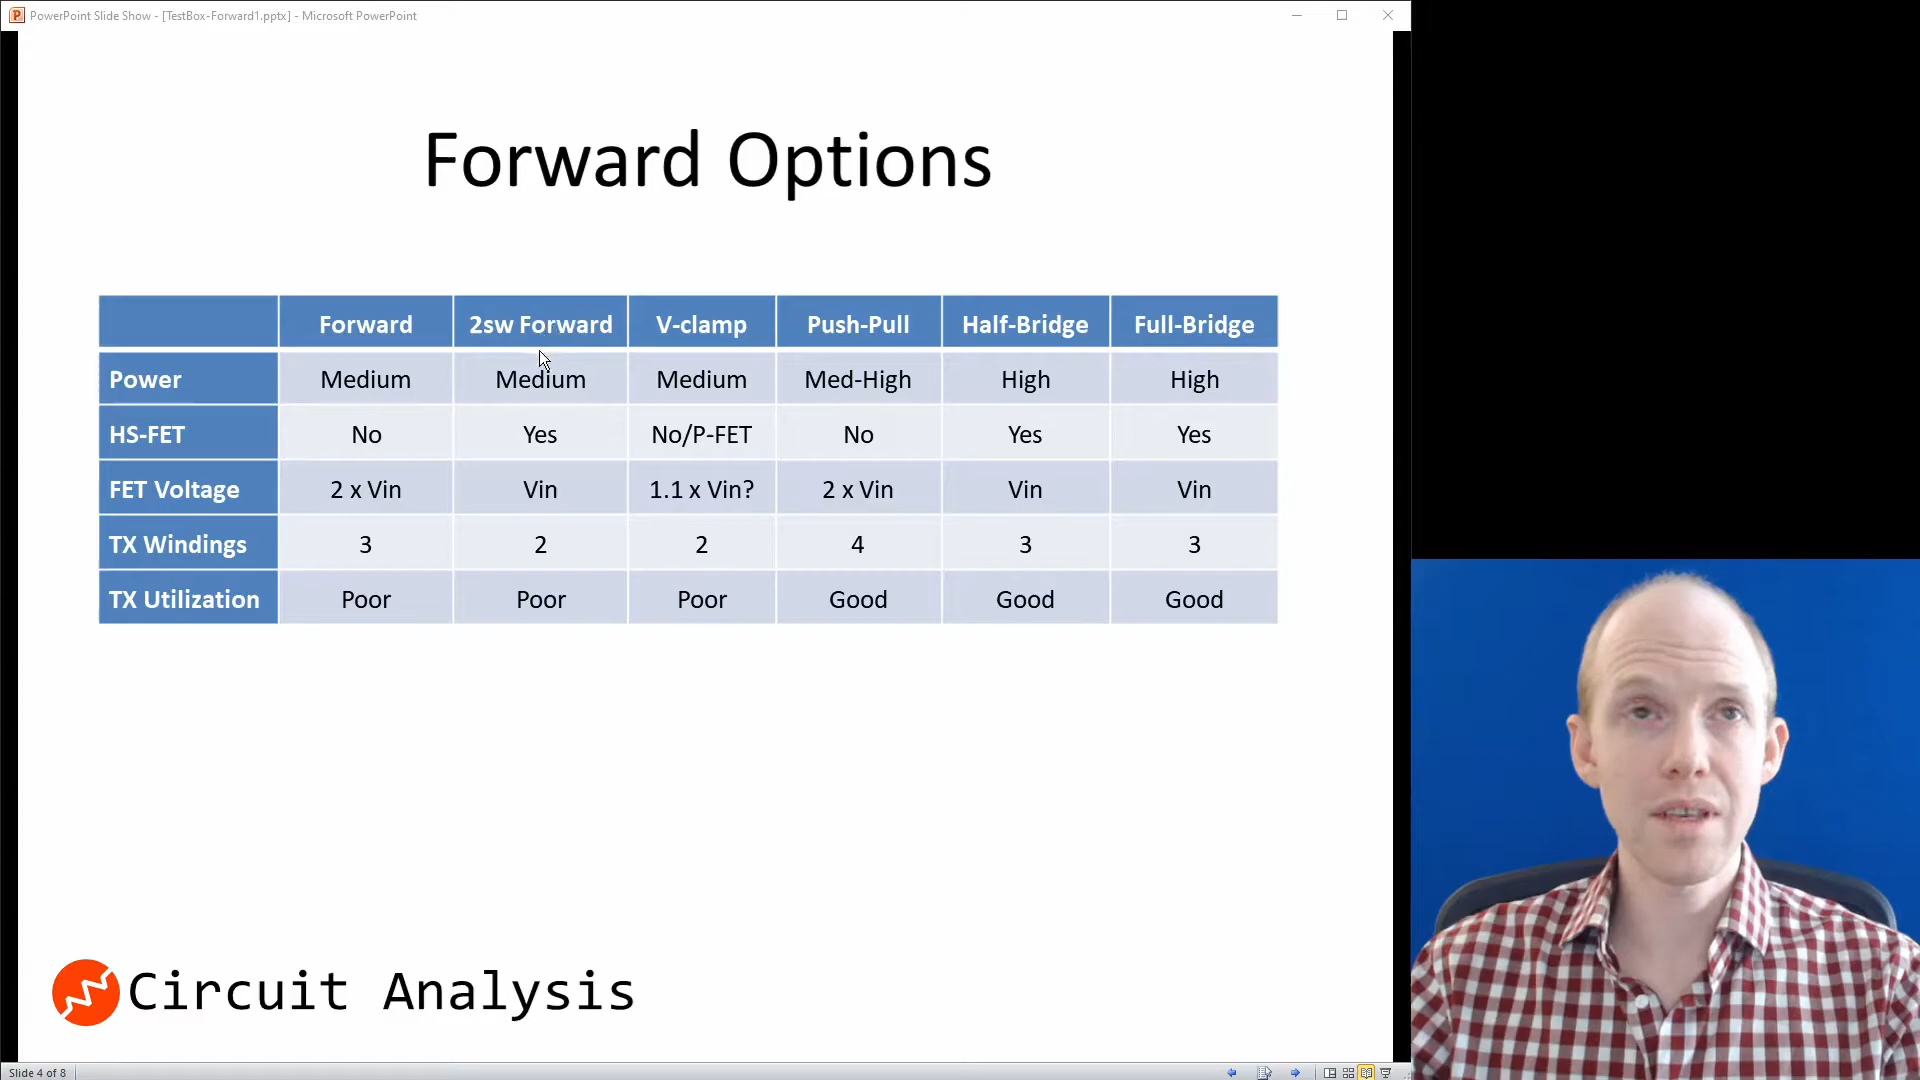 PowerPoint Slide Show - [TestBox-Forward1.pptx] - Microsoft PowerPoint
Forward Options
Forward 2sw Forward V-clamp Push-Pull Half-Bridge Full-Bridge
Power Medium Medium Medium Med-High High High
HS-FET No Yes No/P-FET No Yes Yes
FET Voltage 2 x Vin Vin 1.1 x Vin? 2 x Vin Vin Vin
TX Windings 3 2 2 4 3 3
TX Utilization Poor Poor Poor Good Good Good
Circuit Analysis
Slide 4 of 8